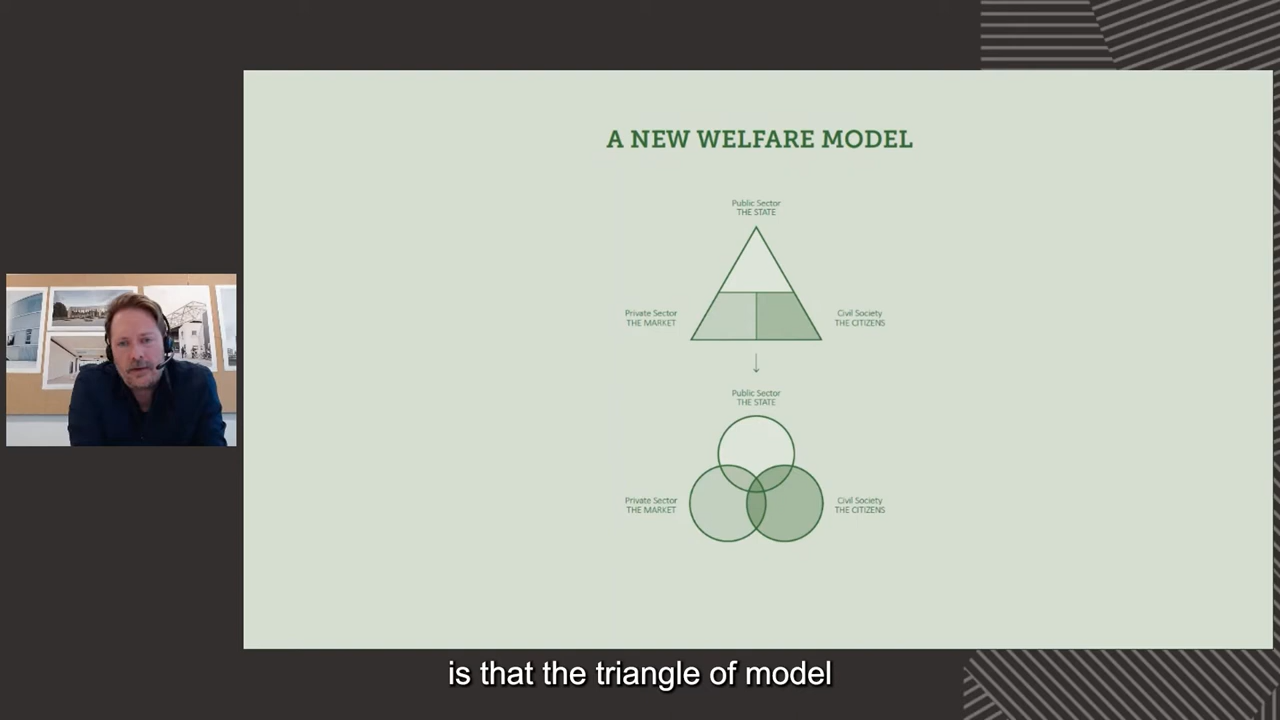 A NEW WELFARE MODEL
Public Sector
THE STATE
Private Sector
THE MARKET
Civil Society
THE CITIZENS
Public Sector
THE STATE
Private Sector
THE MARKET
Civil Society
THE CITIZENS
is that the triangle of model